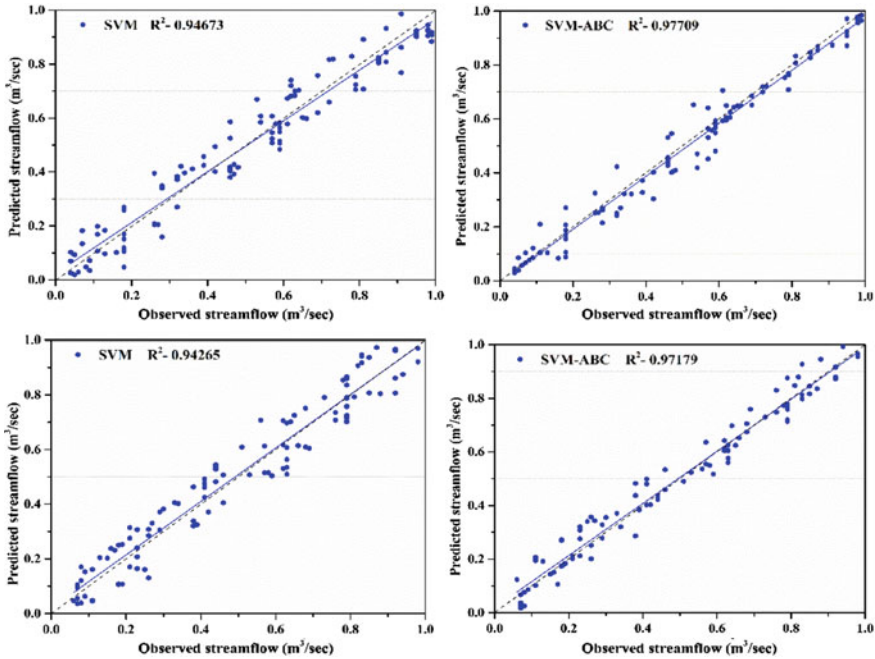 SVM R²- 0.94673
Predicted streamflow (m³/sec)
1.0
0.8
0.6
0.4
0.2
0.0
0.0 0.2 0.4 0.6 0.8 1.0
Observed streamflow (m³/sec)
SVM-ABC R²- 0.97709
Predicted streamflow (m³/sec)
1.0
0.8
0.6
0.4
0.2
0.0
0.0 0.2 0.4 0.6 0.8 1.0
Observed streamflow (m³/sec)
SVM R²- 0.94265
Predicted streamflow (m³/sec)
1.0
0.8
0.6
0.4
0.2
0.0
0.0 0.2 0.4 0.6 0.8 1.0
Observed streamflow (m³/sec)
SVM-ABC R²- 0.97179
Predicted streamflow (m³/sec)
1.0
0.8
0.6
0.4
0.2
0.0
0.0 0.2 0.4 0.6 0.8 1.0
Observed streamflow (m³/sec)